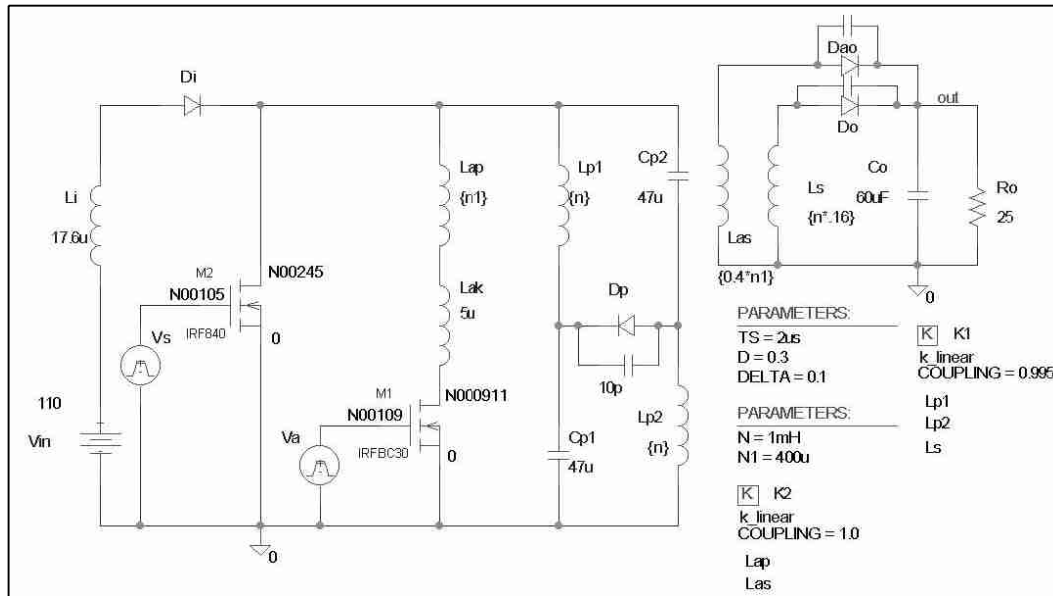 Di
Li
17.6u
M2
N00245
N00105
IRF840
0
Vs
110
Vin
0
Lap
{n1}
Lak
5u
M1
N000911
N00109
IRFBC30
0
Va
Lp1
{n}
Cp2
47u
Dp
10p
Cp1
47u
Lp2
{n}
Dao
Do
out
Las
{0.4*n1}
Ls
{n*.16}
Co
60uF
Ro
25
0
PARAMETERS:
TS = 2us
D = 0.3
DELTA = 0.1
PARAMETERS:
N = 1mH
N1 = 400u
K K1
k_linear
COUPLING = 0.995
Lp1
Lp2
Ls
K K2
k_linear
COUPLING = 1.0
Lap
Las